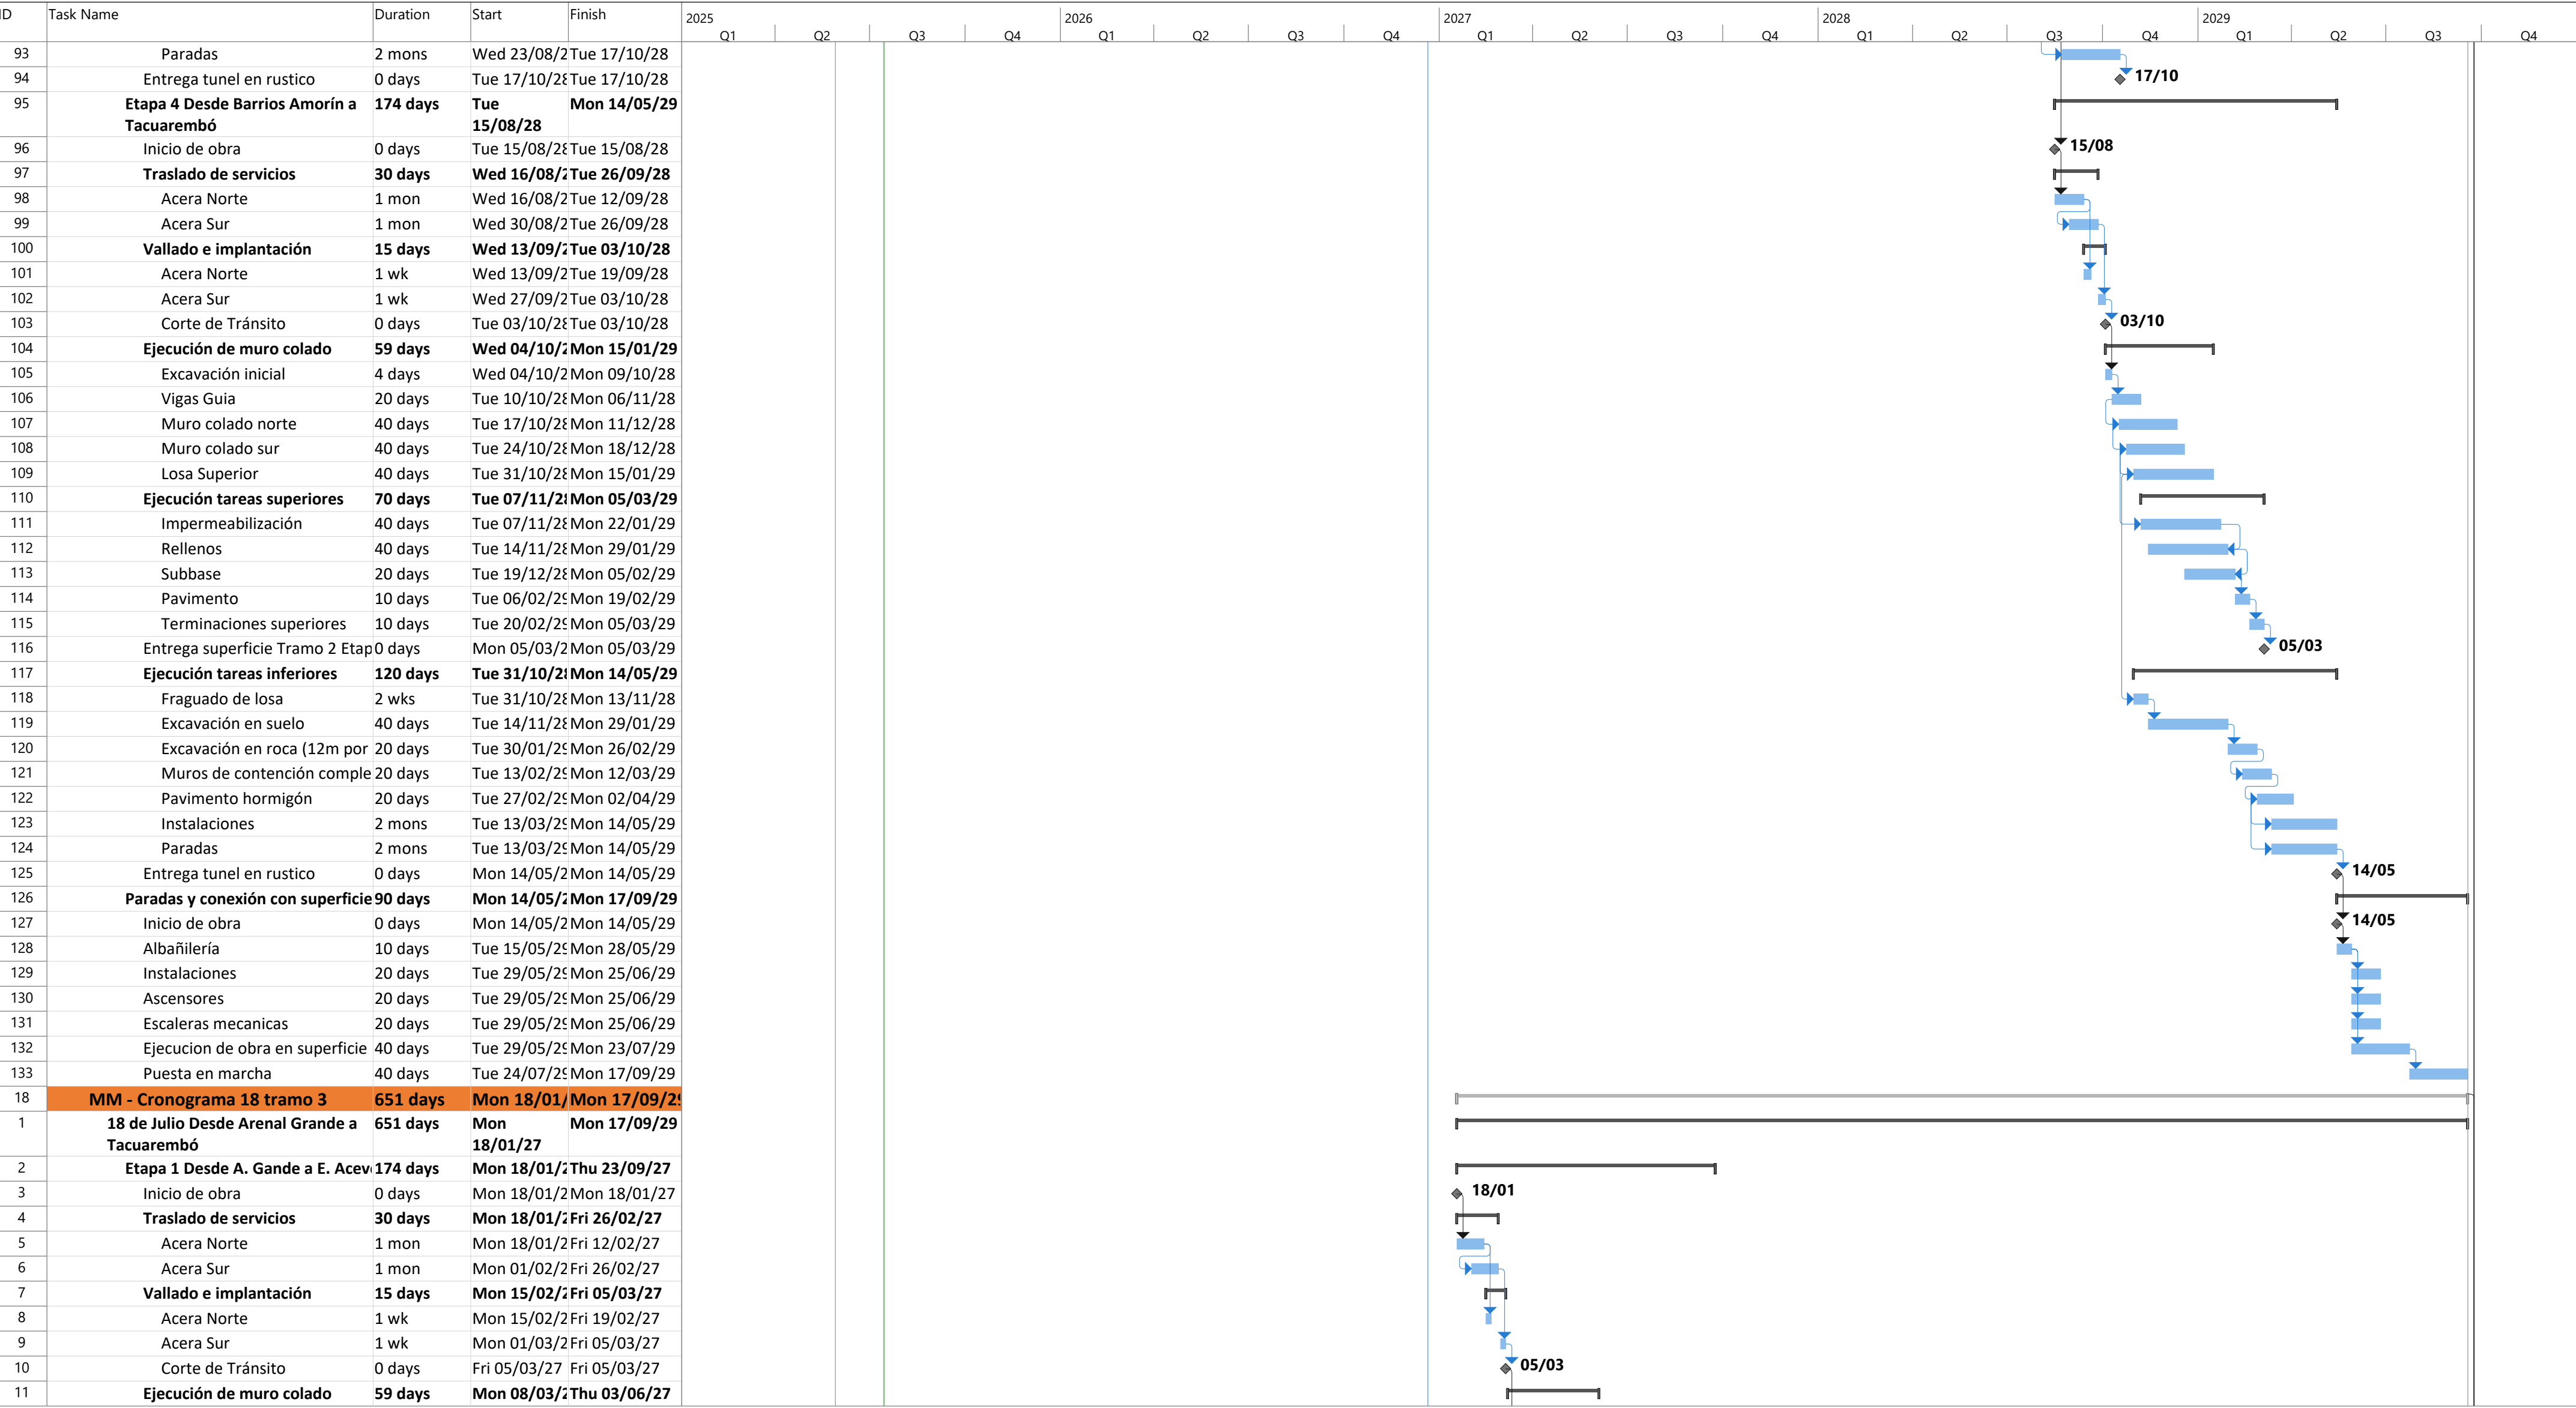 ID Task Name Duration Start Finish 2025 2026 2027 2028 2029
Q1 Q2 Q3 Q4 Q1 Q2 Q3 Q4 Q1 Q2 Q3 Q4 Q1 Q2 Q3 Q4 Q1 Q2 Q3 Q4
93 Paradas 2 mons Wed 23/08/2 Tue 17/10/28
94 Entrega tunel en rustico 0 days Tue 17/10/28 Tue 17/10/28 17/10
95 Etapa 4 Desde Barrios Amorín a 174 days Tue Mon 14/05/29
Tacuarembó 15/08/28
96 Inicio de obra 0 days Tue 15/08/28 Tue 15/08/28 15/08
97 Traslado de servicios 30 days Wed 16/08/2 Tue 26/09/28
98 Acera Norte 1 mon Wed 16/08/2 Tue 12/09/28
99 Acera Sur 1 mon Wed 30/08/2 Tue 26/09/28
100 Vallado e implantación 15 days Wed 13/09/2 Tue 03/10/28
101 Acera Norte 1 wk Wed 13/09/2 Tue 19/09/28
102 Acera Sur 1 wk Wed 27/09/2 Tue 03/10/28
103 Corte de Tránsito 0 days Tue 03/10/28 Tue 03/10/28 03/10
104 Ejecución de muro colado 59 days Wed 04/10/2 Mon 15/01/29
105 Excavación inicial 4 days Wed 04/10/2 Mon 09/10/28
106 Vigas Guia 20 days Tue 10/10/28 Mon 06/11/28
107 Muro colado norte 40 days Tue 17/10/28 Mon 11/12/28
108 Muro colado sur 40 days Tue 24/10/28 Mon 18/12/28
109 Losa Superior 40 days Tue 31/10/28 Mon 15/01/29
110 Ejecución tareas superiores 70 days Tue 07/11/28 Mon 05/03/29
111 Impermeabilización 40 days Tue 07/11/28 Mon 22/01/29
112 Rellenos 40 days Tue 14/11/28 Mon 29/01/29
113 Subbase 20 days Tue 19/12/28 Mon 05/02/29
114 Pavimento 10 days Tue 06/02/29 Mon 19/02/29
115 Terminaciones superiores 10 days Tue 20/02/29 Mon 05/03/29
116 Entrega superficie Tramo 2 Etap 0 days Mon 05/03/2 Mon 05/03/29 05/03
117 Ejecución tareas inferiores 120 days Tue 31/10/28 Mon 14/05/29
118 Fraguado de losa 2 wks Tue 31/10/28 Mon 13/11/28
119 Excavación en suelo 40 days Tue 14/11/28 Mon 29/01/29
120 Excavación en roca (12m por 20 days Tue 30/01/29 Mon 26/02/29
121 Muros de contención comple 20 days Tue 13/02/29 Mon 12/03/29
122 Pavimento hormigón 20 days Tue 27/02/29 Mon 02/04/29
123 Instalaciones 2 mons Tue 13/03/29 Mon 14/05/29
124 Paradas 2 mons Tue 13/03/29 Mon 14/05/29
125 Entrega tunel en rustico 0 days Mon 14/05/2 Mon 14/05/29 14/05
126 Paradas y conexión con superficie 90 days Mon 14/05/2 Mon 17/09/29
127 Inicio de obra 0 days Mon 14/05/2 Mon 14/05/29 14/05
128 Albañilería 10 days Tue 15/05/29 Mon 28/05/29
129 Instalaciones 20 days Tue 29/05/29 Mon 25/06/29
130 Ascensores 20 days Tue 29/05/29 Mon 25/06/29
131 Escaleras mecanicas 20 days Tue 29/05/29 Mon 25/06/29
132 Ejecucion de obra en superficie 40 days Tue 29/05/29 Mon 23/07/29
133 Puesta en marcha 40 days Tue 24/07/29 Mon 17/09/29
18 MM - Cronograma 18 tramo 3 651 days Mon 18/01/ Mon 17/09/29
1 18 de Julio Desde Arenal Grande a 651 days Mon Mon 17/09/29
Tacuarembó 18/01/27
2 Etapa 1 Desde A. Gande a E. Acev 174 days Mon 18/01/2 Thu 23/09/27
3 Inicio de obra 0 days Mon 18/01/2 Mon 18/01/27 18/01
4 Traslado de servicios 30 days Mon 18/01/2 Fri 26/02/27
5 Acera Norte 1 mon Mon 18/01/2 Fri 12/02/27
6 Acera Sur 1 mon Mon 01/02/2 Fri 26/02/27
7 Vallado e implantación 15 days Mon 15/02/2 Fri 05/03/27
8 Acera Norte 1 wk Mon 15/02/2 Fri 19/02/27
9 Acera Sur 1 wk Mon 01/03/2 Fri 05/03/27
10 Corte de Tránsito 0 days Fri 05/03/27 Fri 05/03/27 05/03
11 Ejecución de muro colado 59 days Mon 08/03/2 Thu 03/06/27